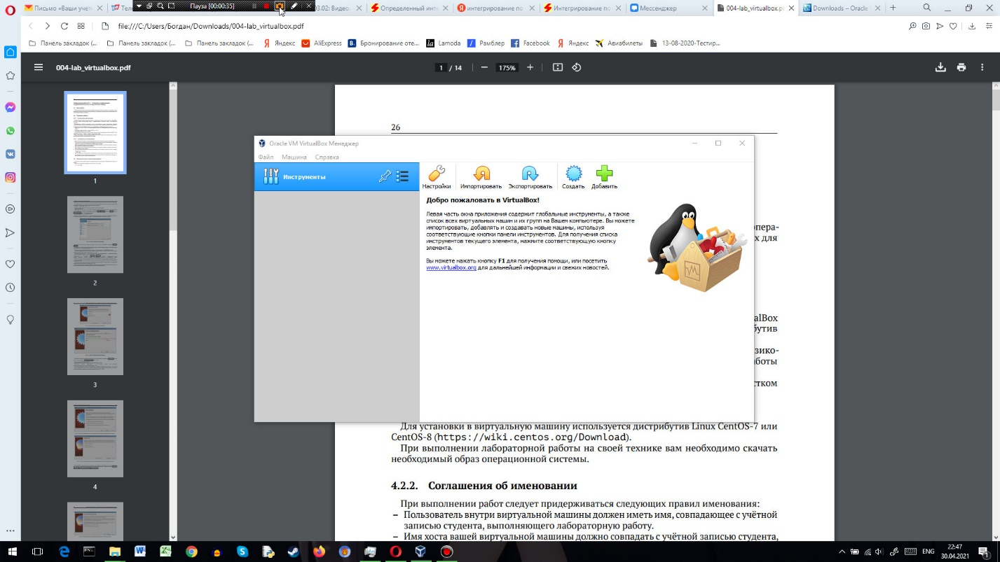 Письмо «Ваши учет
Теле
Пауза [00:00:35]
03.02: Видео.
Определенный инте
интегрирование по
Интегрирование по
Мессенджер
004-lab_virtualbox.pd
Downloads – Oracle
file:///C:/Users/Богдан/Downloads/004-lab_virtualbox.pdf
Панель закладок (...
Панель закладок (...
Панель закладок (...
Яндекс
AliExpress
Бронирование оте...
Lamoda
Рамблер
Facebook
Яндекс
Авиабилеты
13-08-2020-Тестир...
004-lab_virtualbox.pdf
1 / 14
175%
1
2
3
4
26
Oracle VM VirtualBox Менеджер
Файл Машина Справка
Инструменты
Настройки
Импортировать
Экспортировать
Создать
Добавить
Добро пожаловать в VirtualBox!
Левая часть окна приложения содержит глобальные инструменты, а также
список всех виртуальных машин и их групп на Вашем компьютере. Вы можете
импортировать, добавлять и создавать новые машины, используя
соответствующие кнопки панели инструментов. Для получения списка
инструментов текущего элемента, нажмите соответствующую кнопку
элемента.
Вы можете нажать кнопку F1 для получения помощи, или посетить
www.virtualbox.org для дальнейшей информации и свежих новостей.
опера-
х для
alBox
бутив
зико-
аботы
стком
Для установки в виртуальную машину используется дистрибутив Linux CentOS-7 или
CentOS-8 (https://wiki.centos.org/Download).
При выполнении лабораторной работы на своей технике вам необходимо скачать
необходимый образ операционной системы.
4.2.2. Соглашения об именовании
При выполнении работ следует придерживаться следующих правил именования:
– Пользователь внутри виртуальной машины должен иметь имя, совпадающее с учётной
записью студента, выполняющего лабораторную работу.
– Имя хоста вашей виртуальной машины должно совпадать с учётной записью студента,
ENG
22:47
30.04.2021